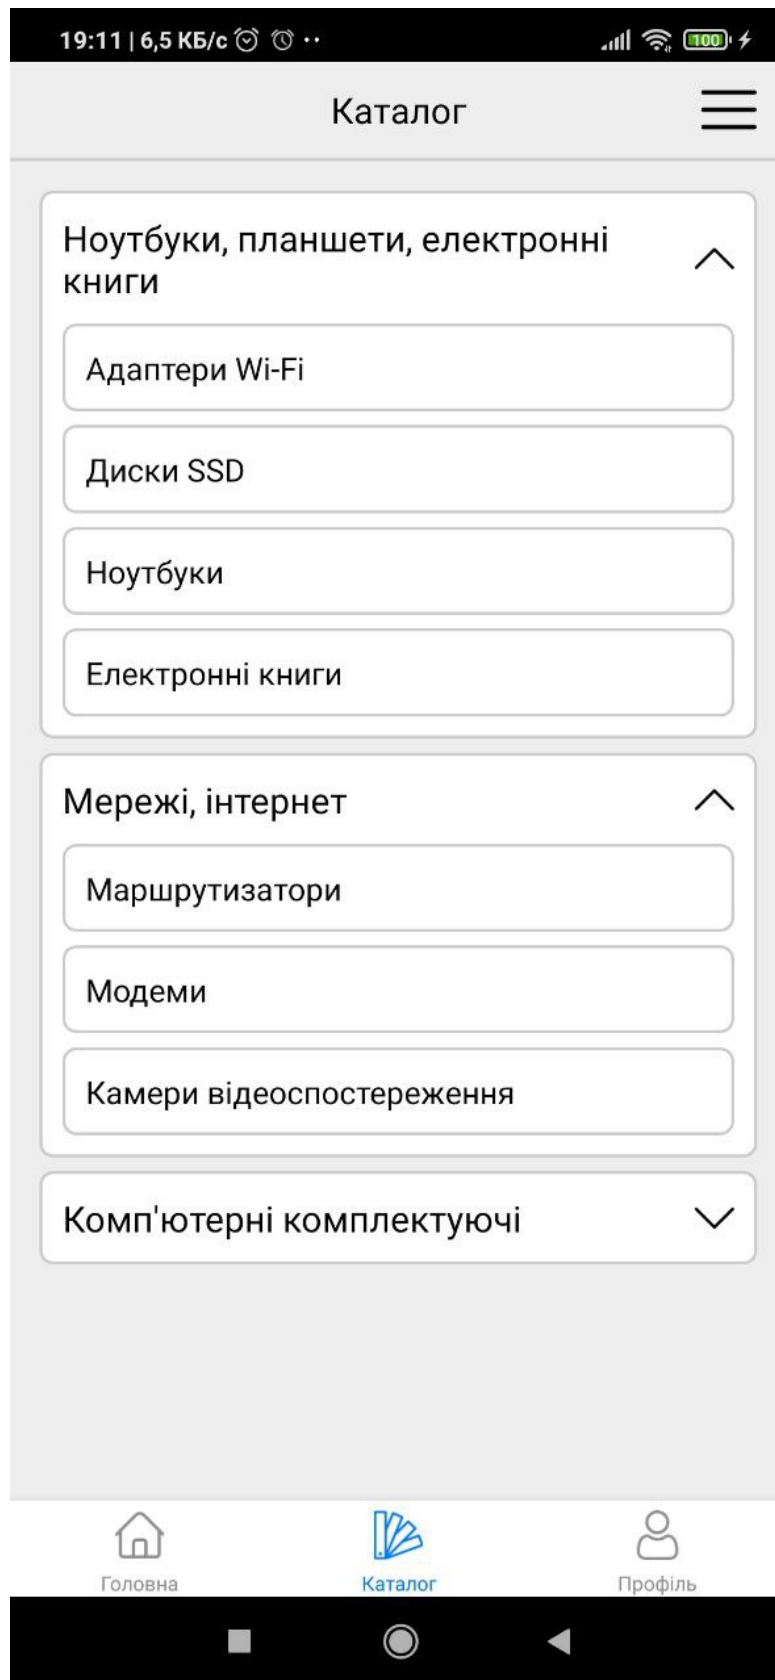 19:11 | 6,5 КБ/с
100
Каталог
Ноутбуки, планшети, електронні
книги
Адаптери Wi-Fi
Диски SSD
Ноутбуки
Електронні книги
Мережі, інтернет
Маршрутизатори
Модеми
Камери відеоспостереження
Комп'ютерні комплектуючі
Головна
Каталог
Профіль